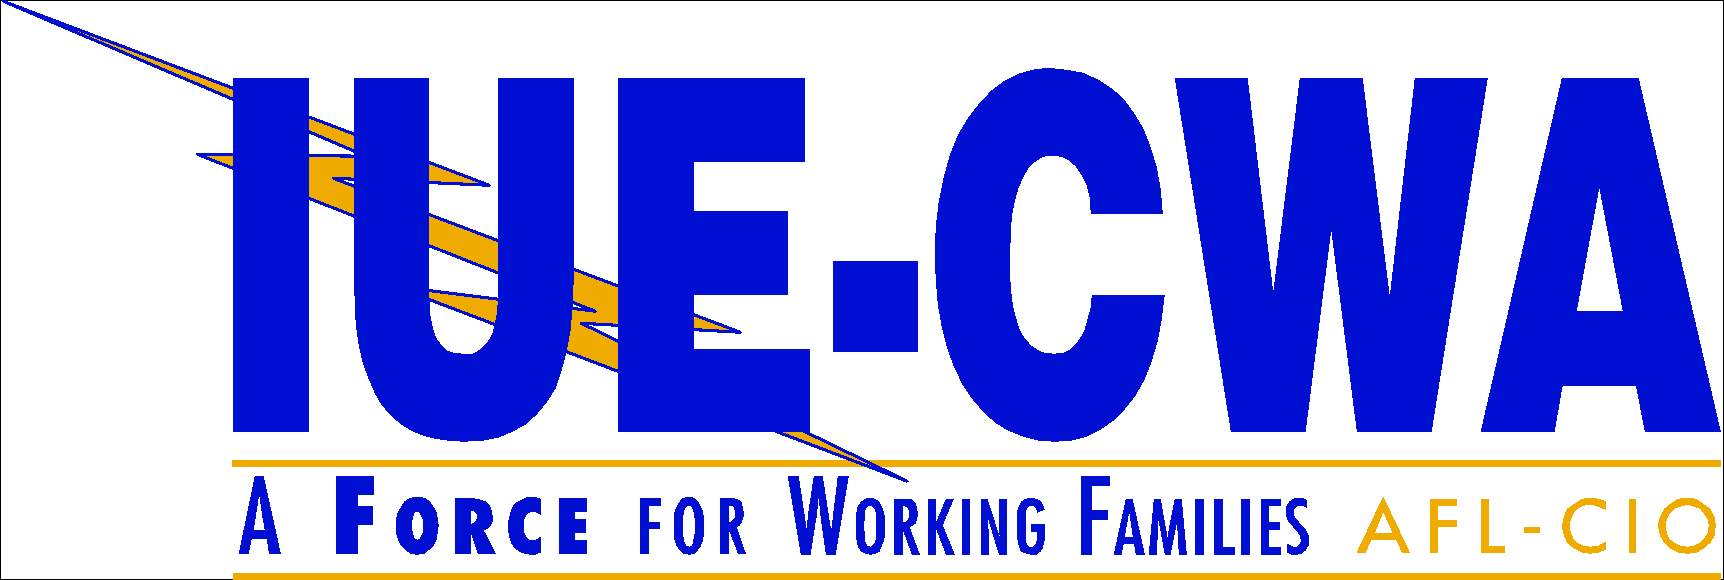 IUE-CWA
A FORCE FOR WORKING FAMILIES AFL-CIO